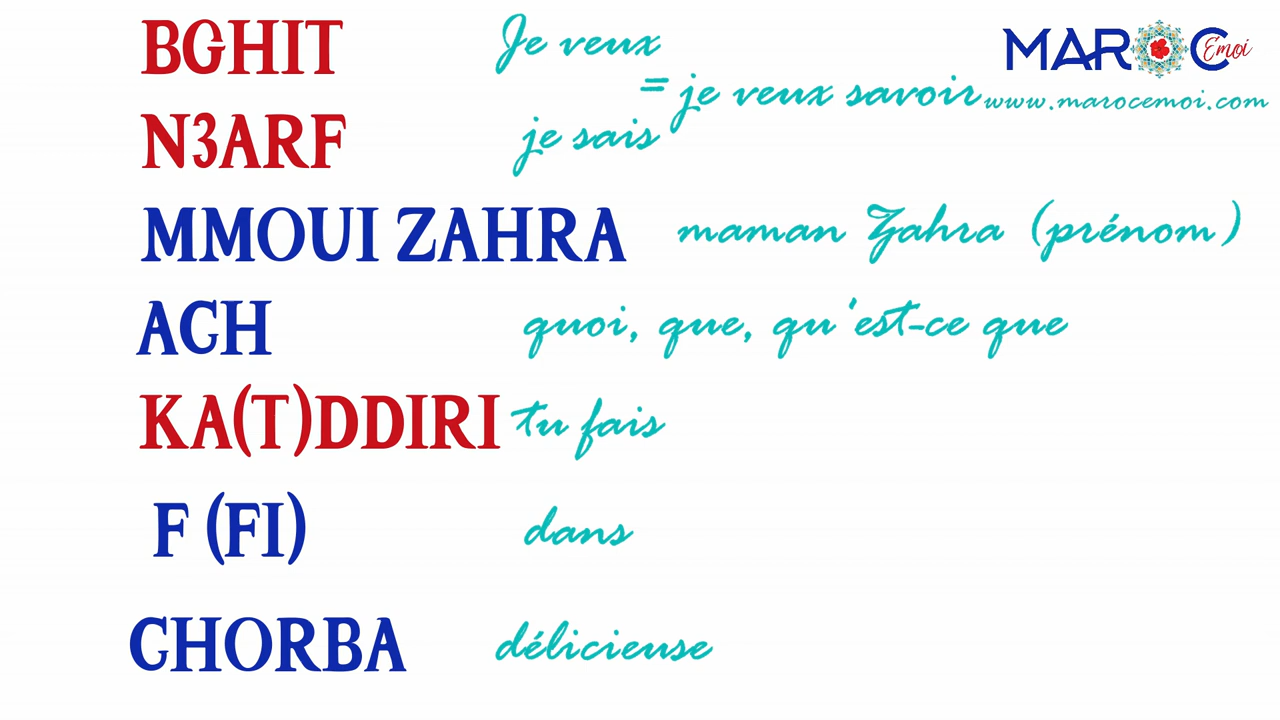 BGHIT Je veux
= je veux savoir
N3ARF je sais
MMOUI ZAHRA maman Zahra (prénom)
ACH quoi, que, qu'est-ce que
KA(T)DDIRI tu fais
F (FI) dans
CHORBA délicieuse
MAROC Emoi
www.marocemoi.com